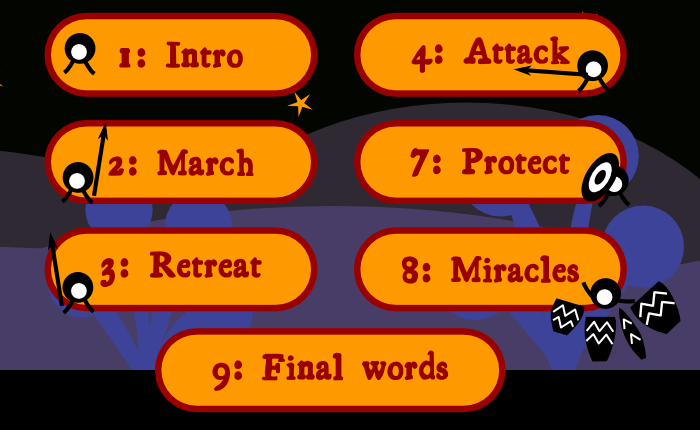 1: Intro
4: Attack
2: March
7: Protect
3: Retreat
8: Miracles
9: Final words